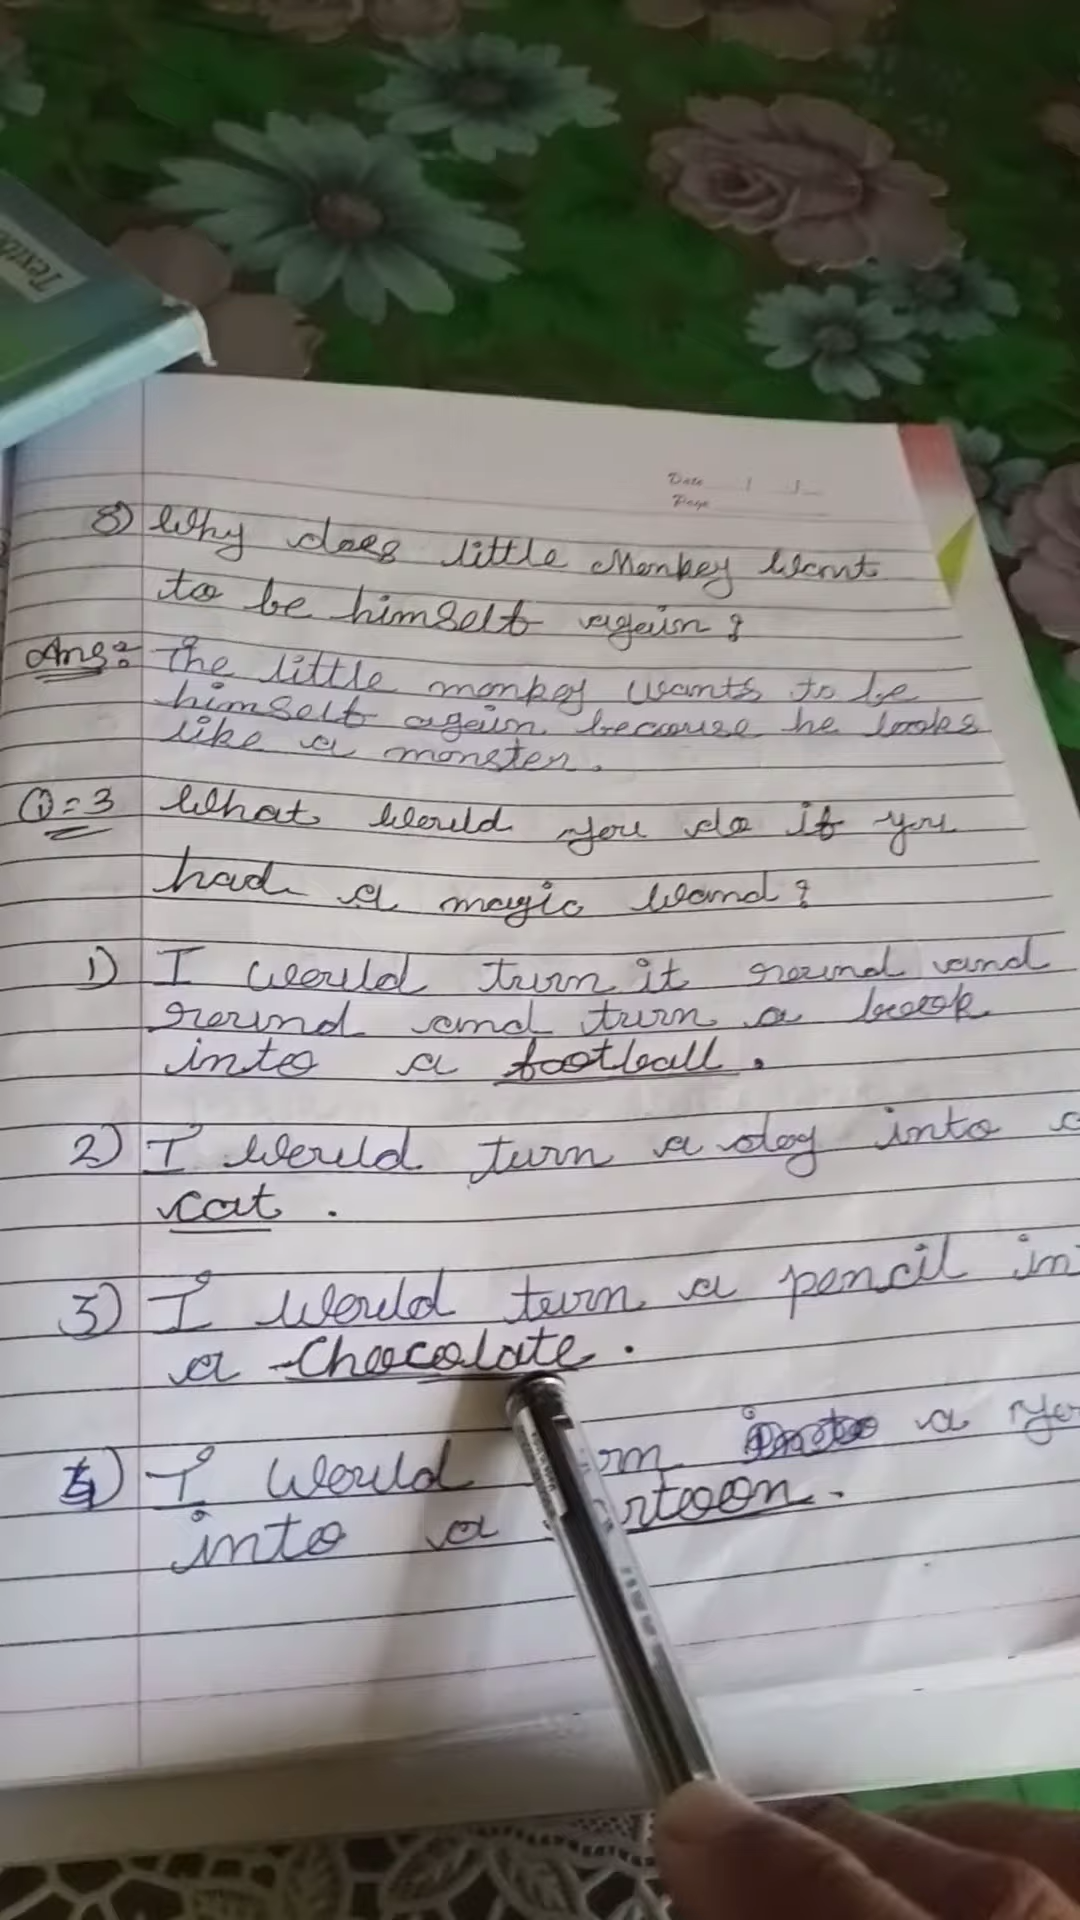 Text
Date
Page
8) Why does little Monkey Want
to be himself again?
Ans: The little monkey wants to be
himself again because he looks
like a monster.
Q=3 What Would you do if you
had a magic Wand?
1) I would turn it round and
round and turn a book
into a football.
2) I Would turn a dog into a
cat.
3) I Would turn a pencil in
a Chocolate.
4) I Would a
into a